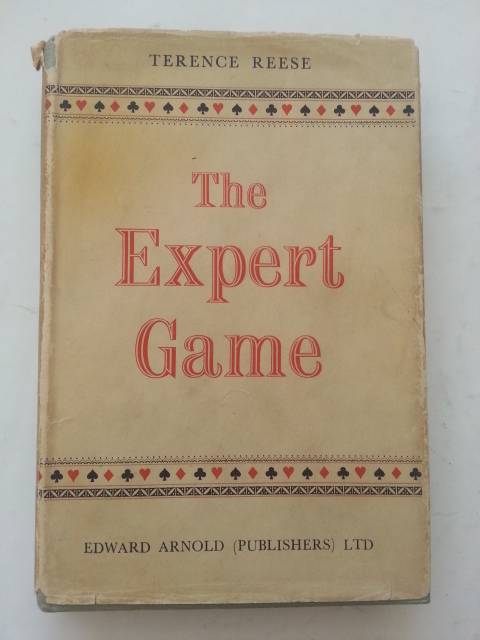 TERENCE REESE
The
Expert
Game
EDWARD ARNOLD (PUBLISHERS) LTD